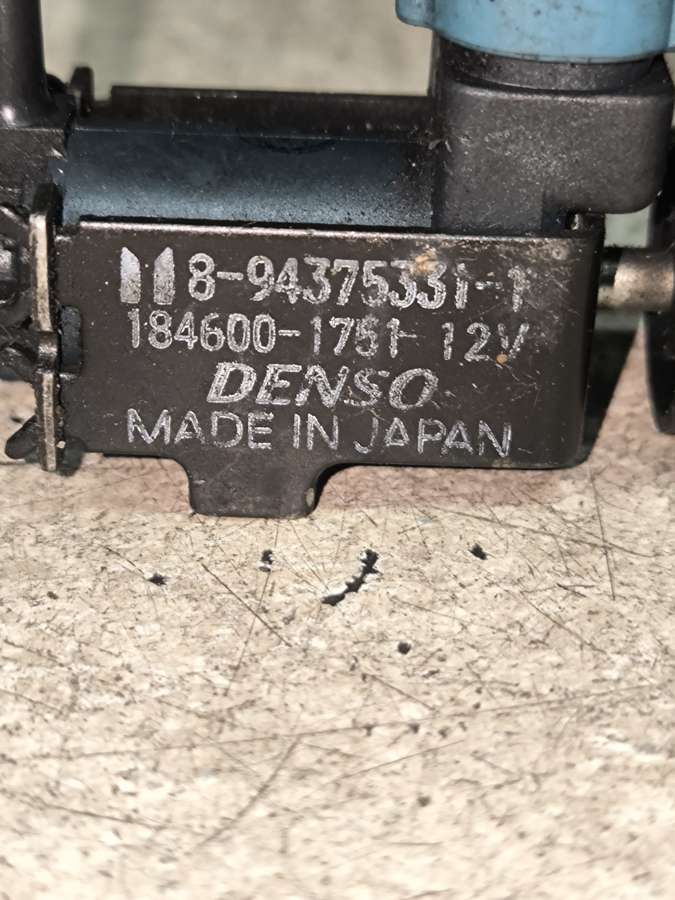 8-94375331-1
184600-1751 12V
DENSO
MADE IN JAPAN